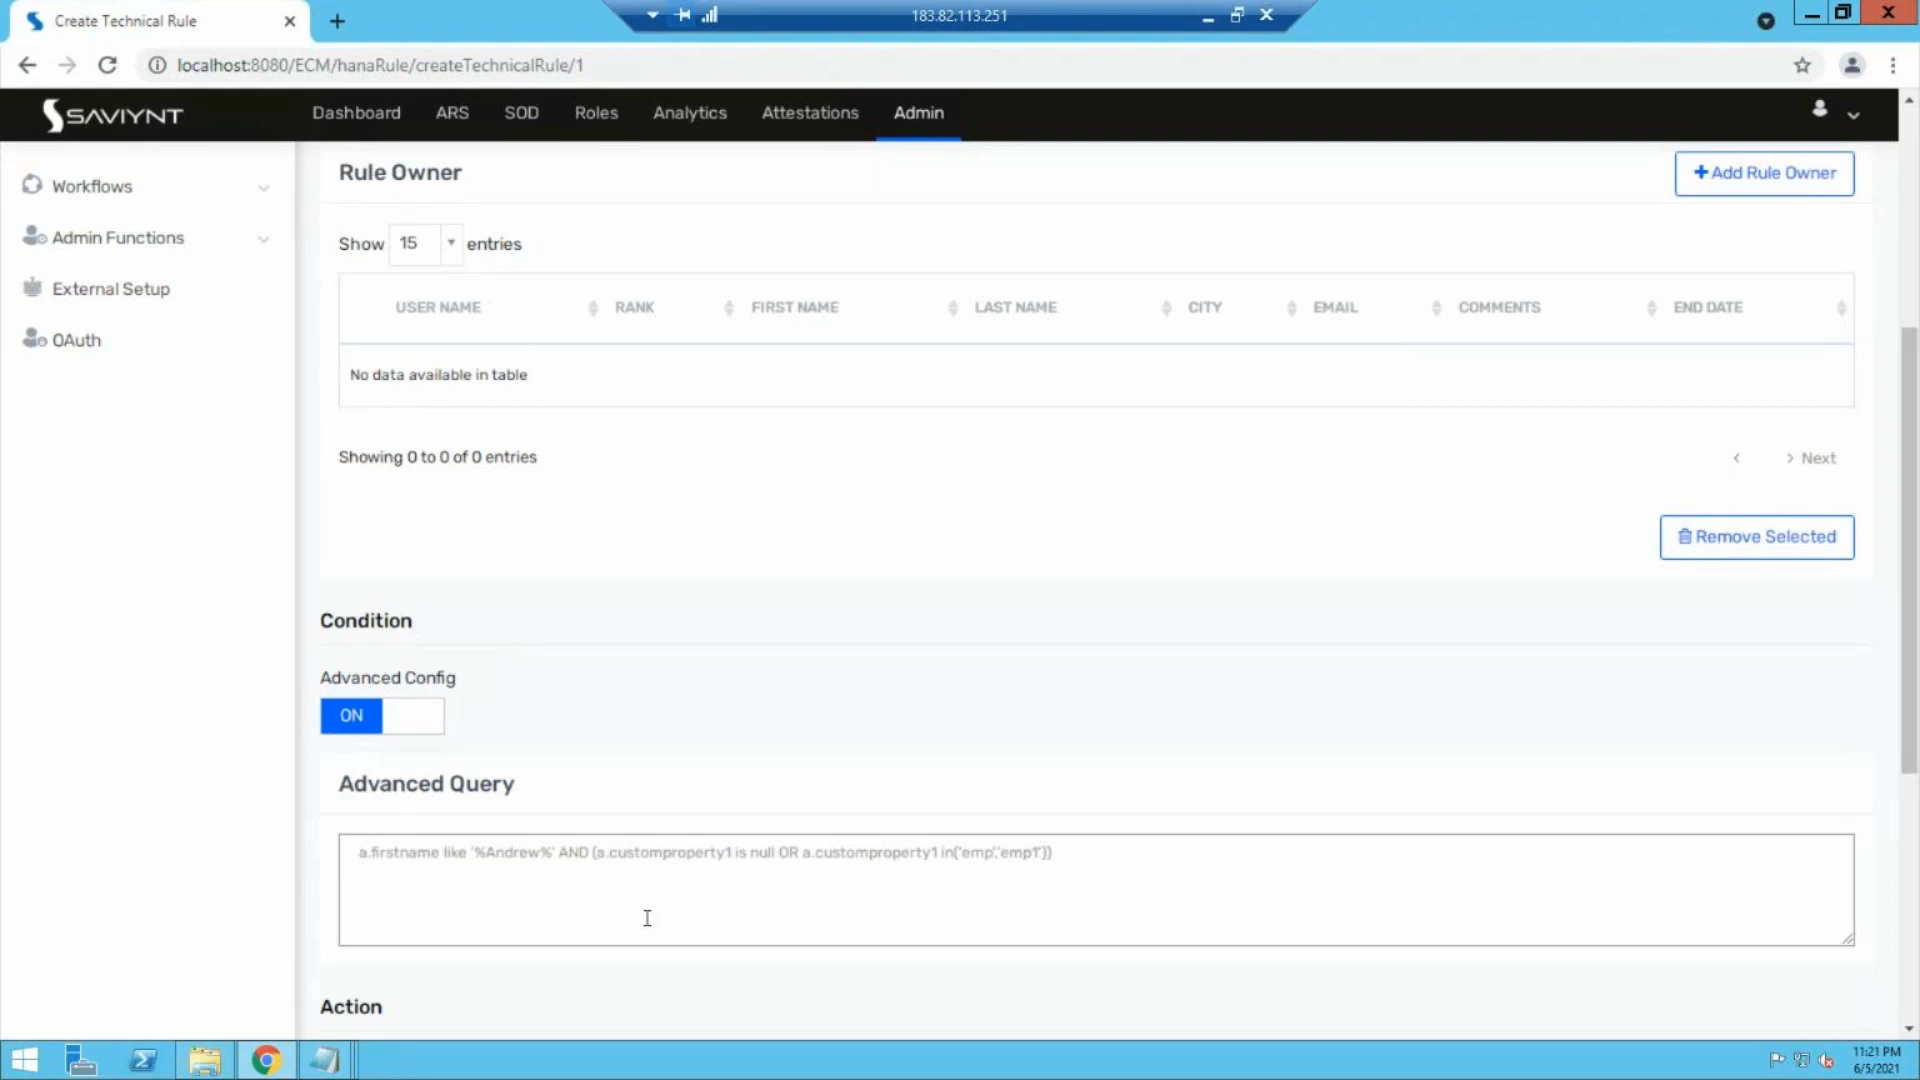 Create Technical Rule
183.82.113.251
localhost:8080/ECM/hanaRule/createTechnicalRule/1
SAVIYNT
Dashboard
ARS
SOD
Roles
Analytics
Attestations
Admin
Workflows
Admin Functions
External Setup
OAuth
Rule Owner
Add Rule Owner
Show 15 entries
USER NAME
RANK
FIRST NAME
LAST NAME
CITY
EMAIL
COMMENTS
END DATE
No data available in table
Showing 0 to 0 of 0 entries
Next
Remove Selected
Condition
Advanced Config
ON
Advanced Query
a.firstname like '%Andrew%' AND (a.customproperty1 is null OR a.customproperty1 in('emp','emp1'))
Action
11:21 PM
6/5/2021